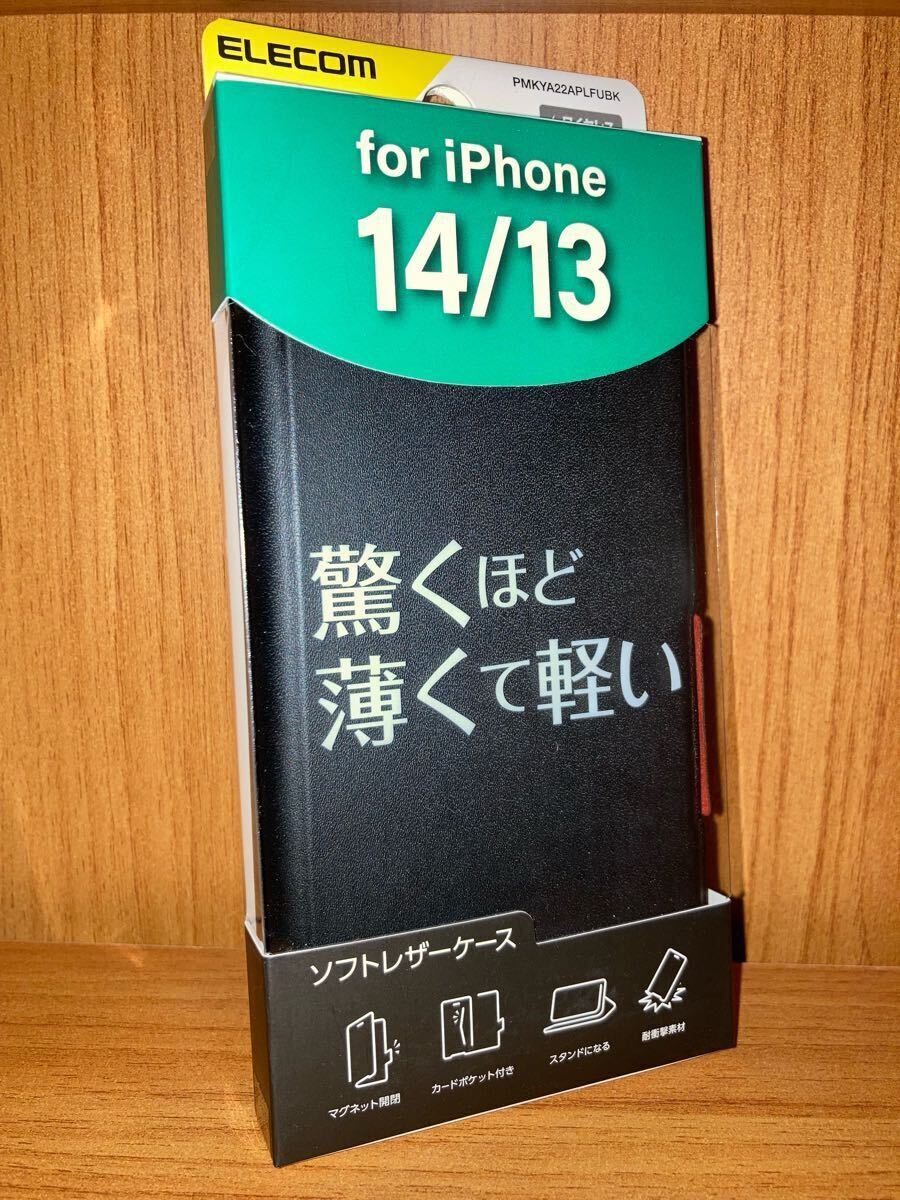 ELECOM
PMKYA22APLFUBK
for iPhone
14/13
驚くほど
薄くて軽い
ソフトレザーケース
マグネット開閉
カードポケット付き
スタンドになる
耐衝撃素材